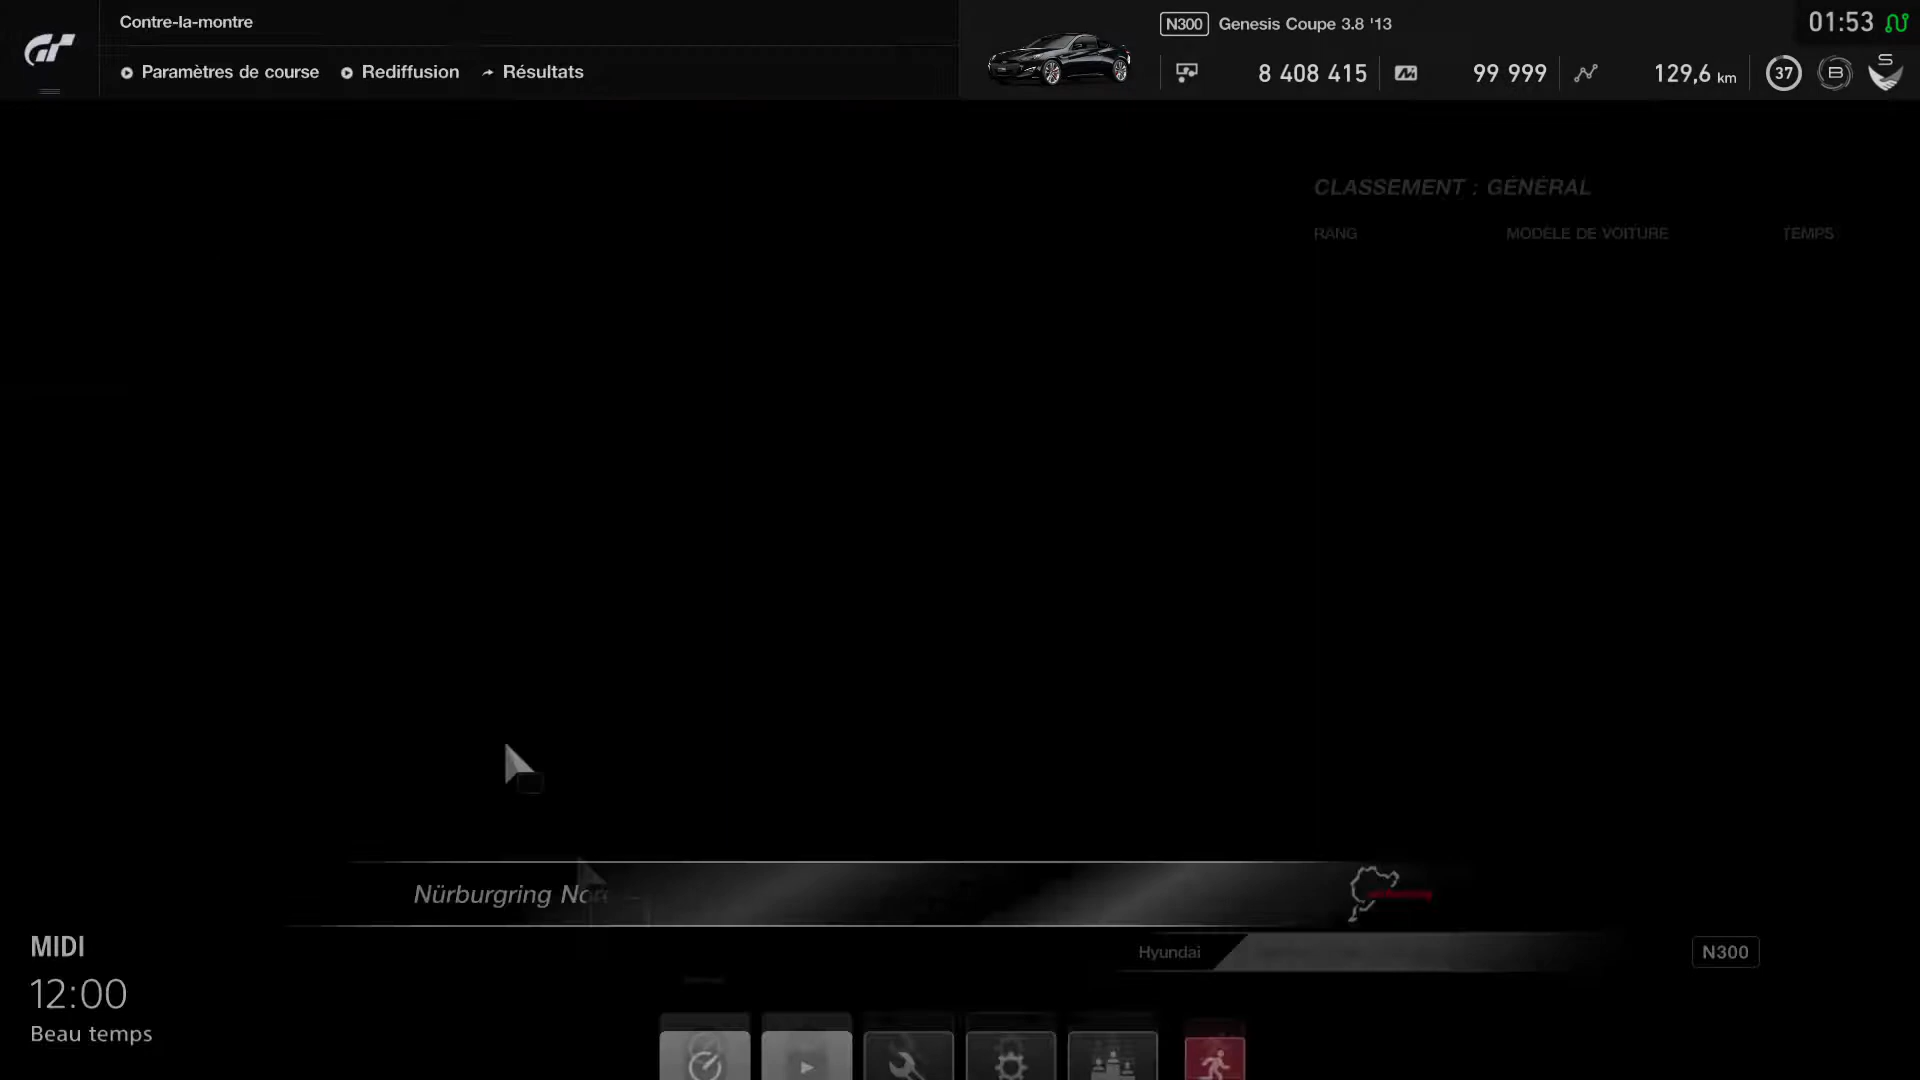 Contre-la-montre
Paramètres de course Rediffusion Résultats
N300 Genesis Coupe 3.8 '13
8 408 415 99 999 129,6 km 37 B S
01:53
CLASSEMENT : GÉNÉRAL
RANG MODÈLE DE VOITURE TEMPS
Nürburgring
Hyundai
N300
MIDI
12:00
Beau temps